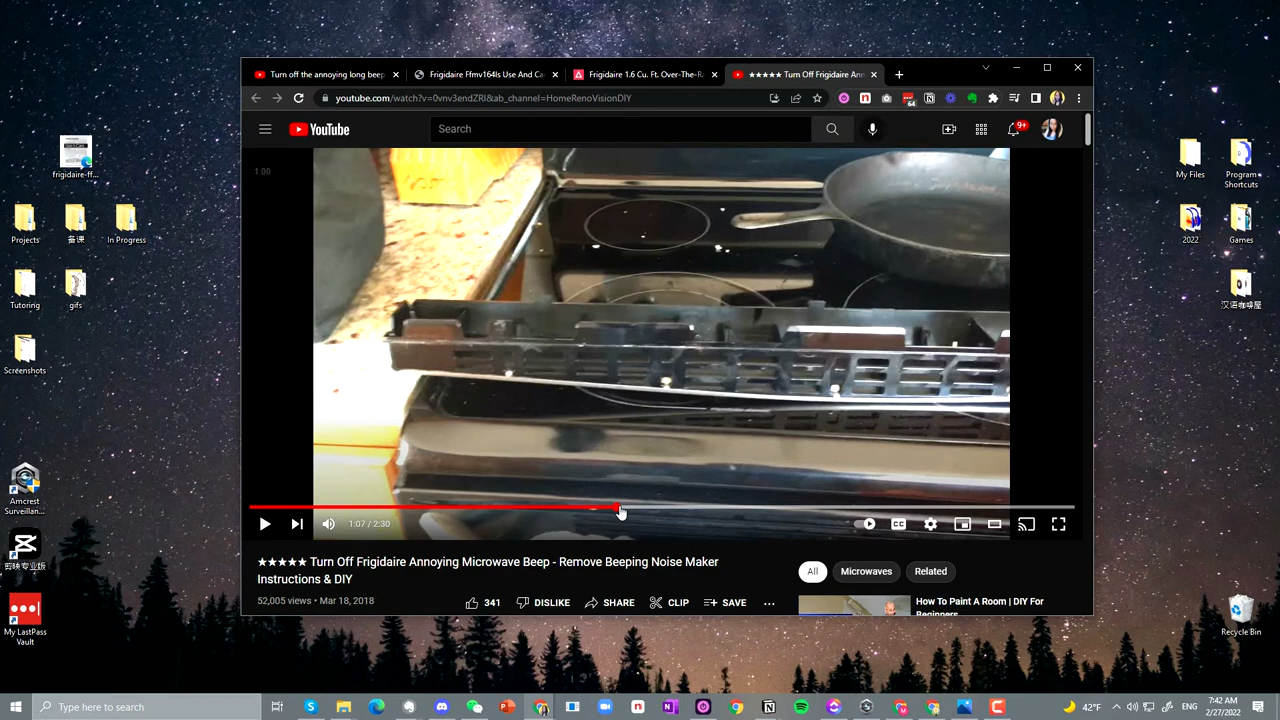 Turn off the annoying long beep
Frigidaire Ffmv164ls Use And Ca
Frigidaire 1.6 Cu. Ft. Over-The-R
★★★★★ Turn Off Frigidaire Ann
youtube.com/watch?v=0vnv3endZRI&ab_channel=HomeRenoVisionDIY
64
YouTube
Search
9+
1.00
1:07 / 2:30
CC
★★★★★ Turn Off Frigidaire Annoying Microwave Beep - Remove Beeping Noise Maker
Instructions & DIY
52,005 views • Mar 18, 2018
341
DISLIKE
SHARE
CLIP
SAVE
All
Microwaves
Related
How To Paint A Room | DIY For
Beginners
frigidaire-ff...
Projects
备课
In Progress
Tutoring
gifs
Screenshots
Amcrest
Surveillan...
剪映专业版
My LastPass
Vault
My Files
Program
Shortcuts
2022
Games
汉语咖啡屋
Recycle Bin
Type here to search
42°F
7:42 AM
2/27/2022